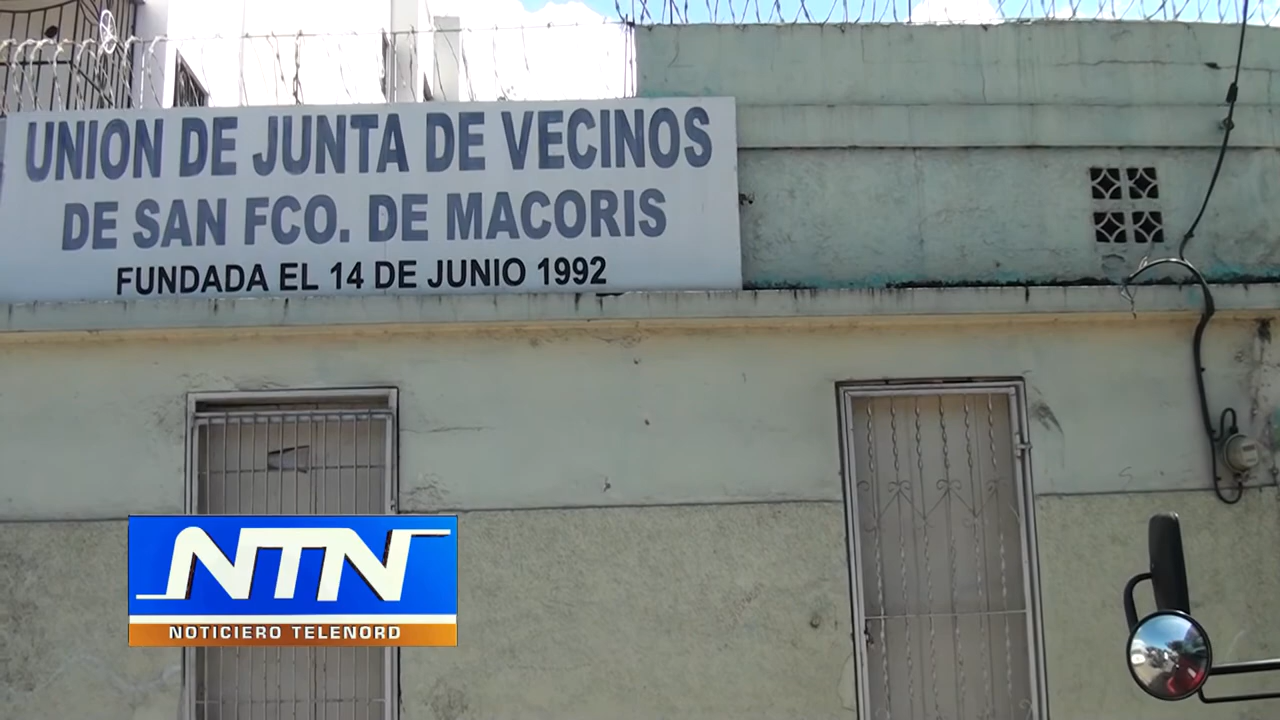 UNION DE JUNTA DE VECINOS
DE SAN FCO. DE MACORIS
FUNDADA EL 14 DE JUNIO 1992
NTN
NOTICIERO TELENORD